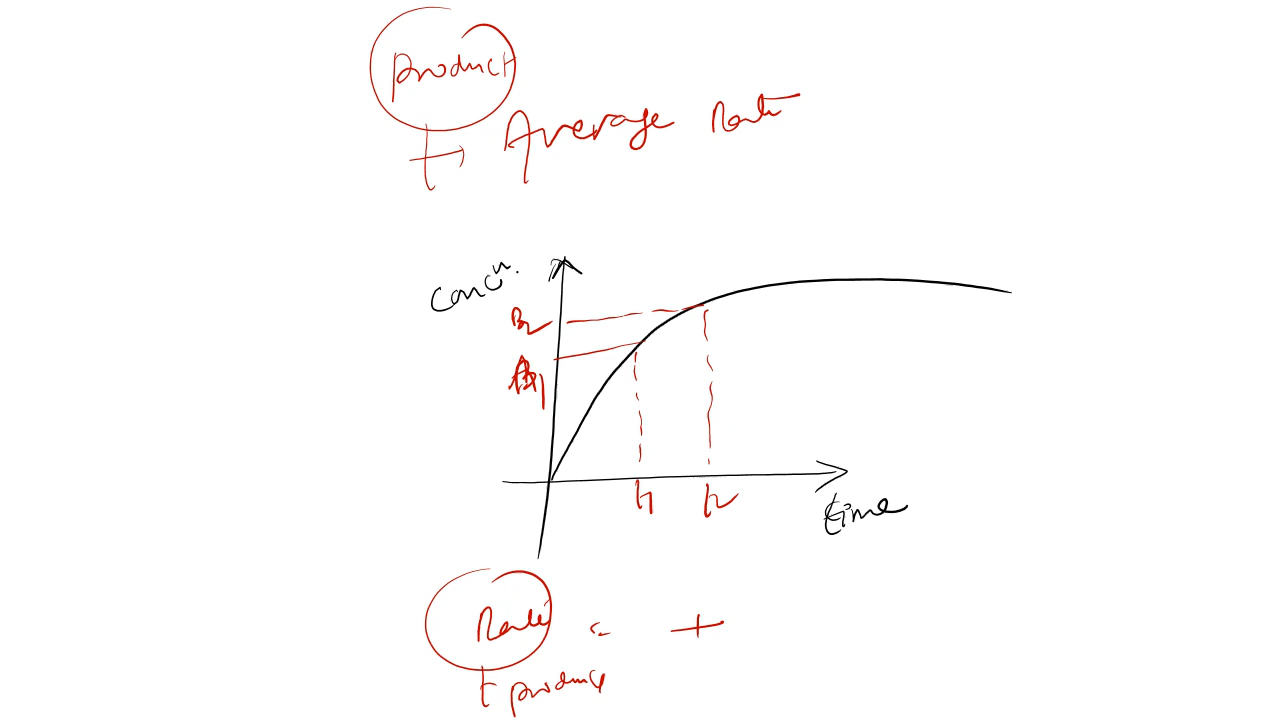 product
Average Rate
concn.
B2
B1
t1 t2
time
Rate = +
t product